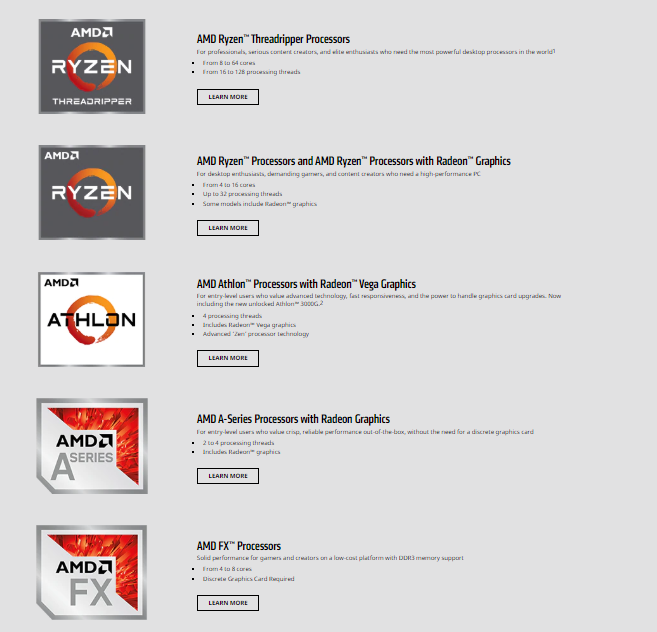 AMD
RYZEN
THREADRIPPER
AMD Ryzen™ Threadripper Processors
For professionals, serious content creators, and elite enthusiasts who need the most powerful desktop processors in the world1
From 8 to 64 cores
From 16 to 128 processing threads
LEARN MORE
AMD
RYZEN
AMD Ryzen™ Processors and AMD Ryzen™ Processors with Radeon™ Graphics
For desktop enthusiasts, demanding gamers, and content creators who need a high-performance PC
From 4 to 16 cores
Up to 32 processing threads
Some models include Radeon™ graphics
LEARN MORE
AMD
ATHLON
AMD Athlon™ Processors with Radeon™ Vega Graphics
For entry-level users who value advanced technology, fast responsiveness, and the power to handle graphics card upgrades. Now
including the new unlocked Athlon™ 3000G.2
4 processing threads
Includes Radeon™ Vega graphics
Advanced "Zen" processor technology
LEARN MORE
AMD
A SERIES
AMD A-Series Processors with Radeon Graphics
For entry-level users who value crisp, reliable performance out-of-the-box, without the need for a discrete graphics card
2 to 4 processing threads
Includes Radeon™ graphics
LEARN MORE
AMD
FX
AMD FX™ Processors
Solid performance for gamers and creators on a low-cost platform with DDR3 memory support
From 4 to 8 cores
Discrete Graphics Card Required
LEARN MORE